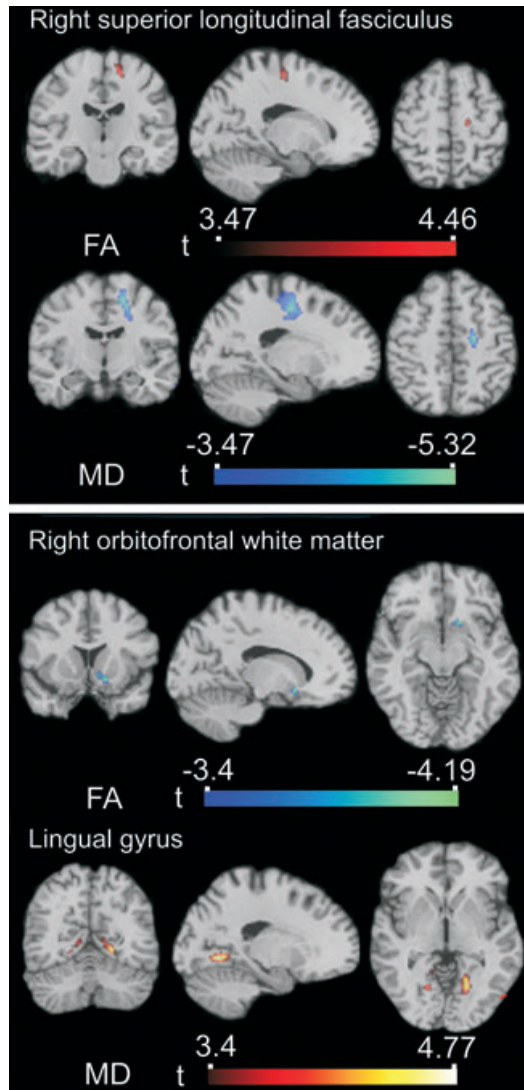 Right superior longitudinal fasciculus
3.47 4.46
FA t
-3.47 -5.32
MD t
Right orbitofrontal white matter
-3.4 -4.19
FA t
Lingual gyrus
3.4 4.77
MD t